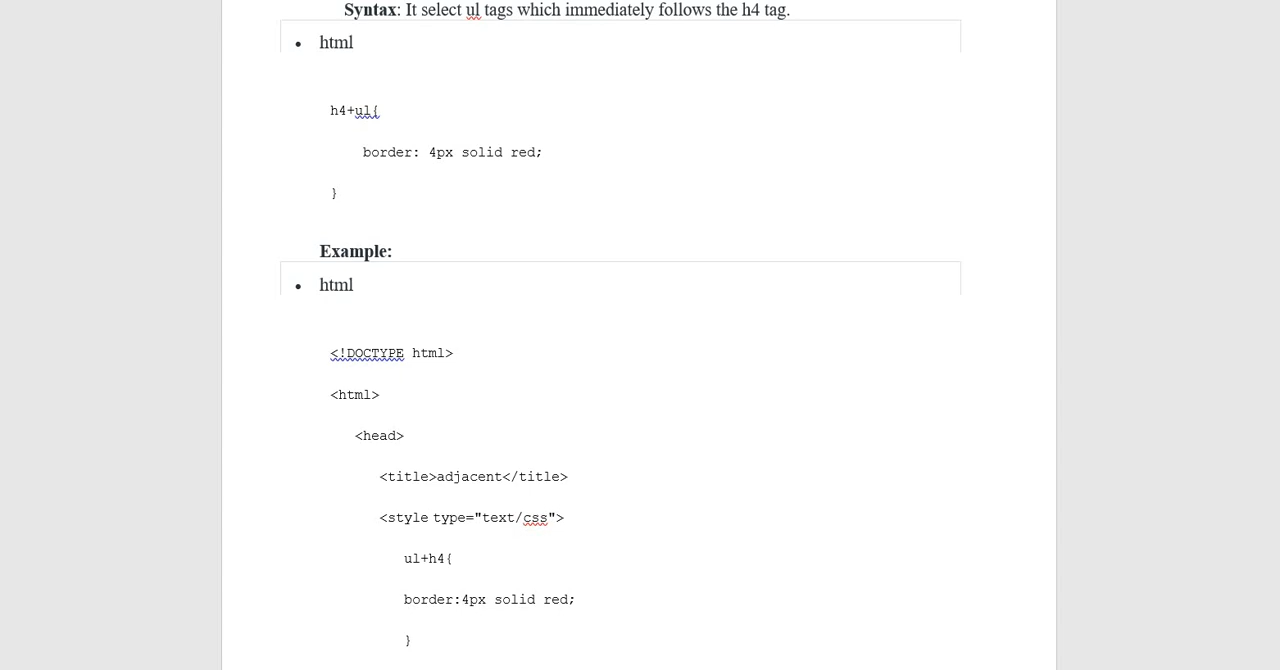 Syntax: It select ul tags which immediately follows the h4 tag.
• html
h4+ul{
border: 4px solid red;
}
Example:
• html
<!DOCTYPE html>
<html>
<head>
<title>adjacent</title>
<style type="text/css">
ul+h4{
border:4px solid red;
}